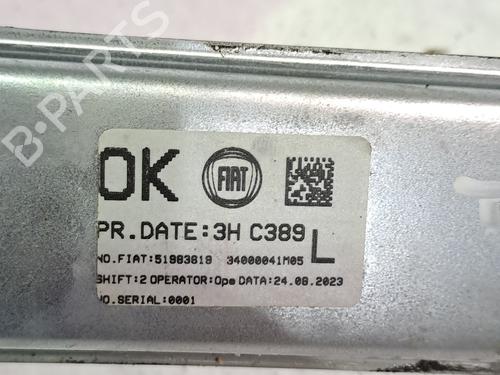 B-PARTS
OK FIAT
PR.DATE:3H C389 L
NO.FIAT:51983819 34000041M05
SHIFT:2 OPERATOR:Ope DATA:24.08.2023
NO.SERIAL:0001